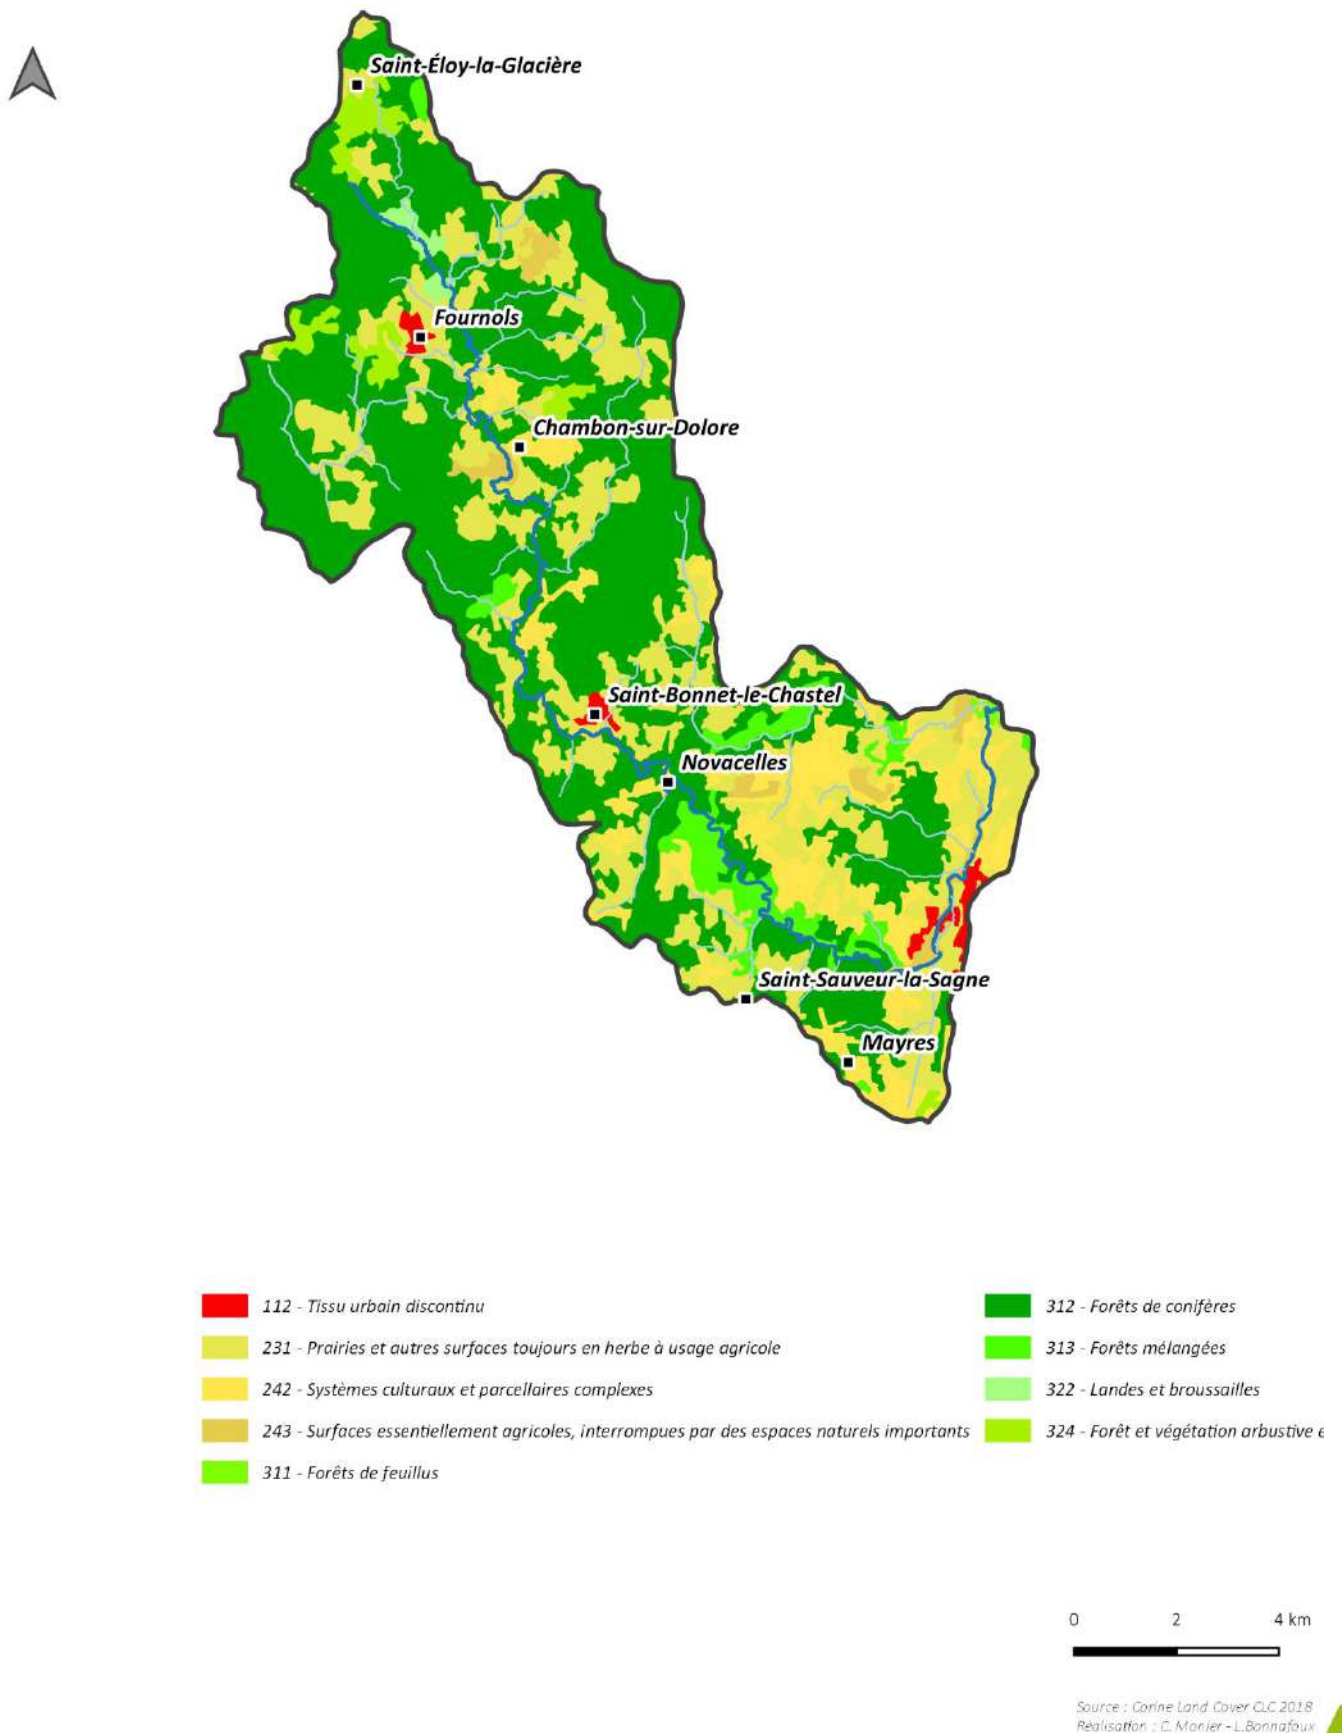 Saint-Éloy-la-Glacière
Fournols
Chambon-sur-Dolore
Saint-Bonnet-le-Chastel
Novacelles
Saint-Sauveur-la-Sagne
Mayres
112 - Tissu urbain discontinu
231 - Prairies et autres surfaces toujours en herbe à usage agricole
242 - Systèmes culturaux et parcellaires complexes
243 - Surfaces essentiellement agricoles, interrompues par des espaces naturels importants
311 - Forêts de feuillus
312 - Forêts de conifères
313 - Forêts mélangées
322 - Landes et broussailles
324 - Forêt et végétation arbustive e
0 2 4 km
Source : Corine Land Cover CLC 2018
Réalisation : C. Monier - L.Bonnafoux